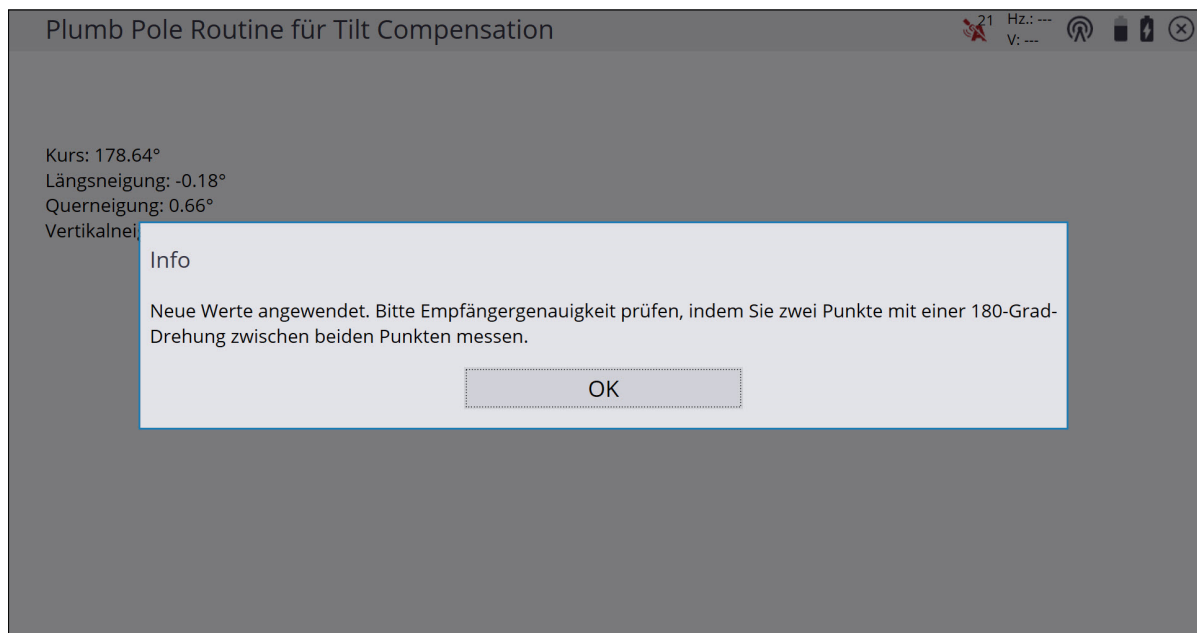 Plumb Pole Routine für Tilt Compensation
21
Hz.: ---
V: ---
Kurs: 178.64°
Längsneigung: -0.18°
Querneigung: 0.66°
Info
Neue Werte angewendet. Bitte Empfängergenauigkeit prüfen, indem Sie zwei Punkte mit einer 180-Grad-
Drehung zwischen beiden Punkten messen.
OK